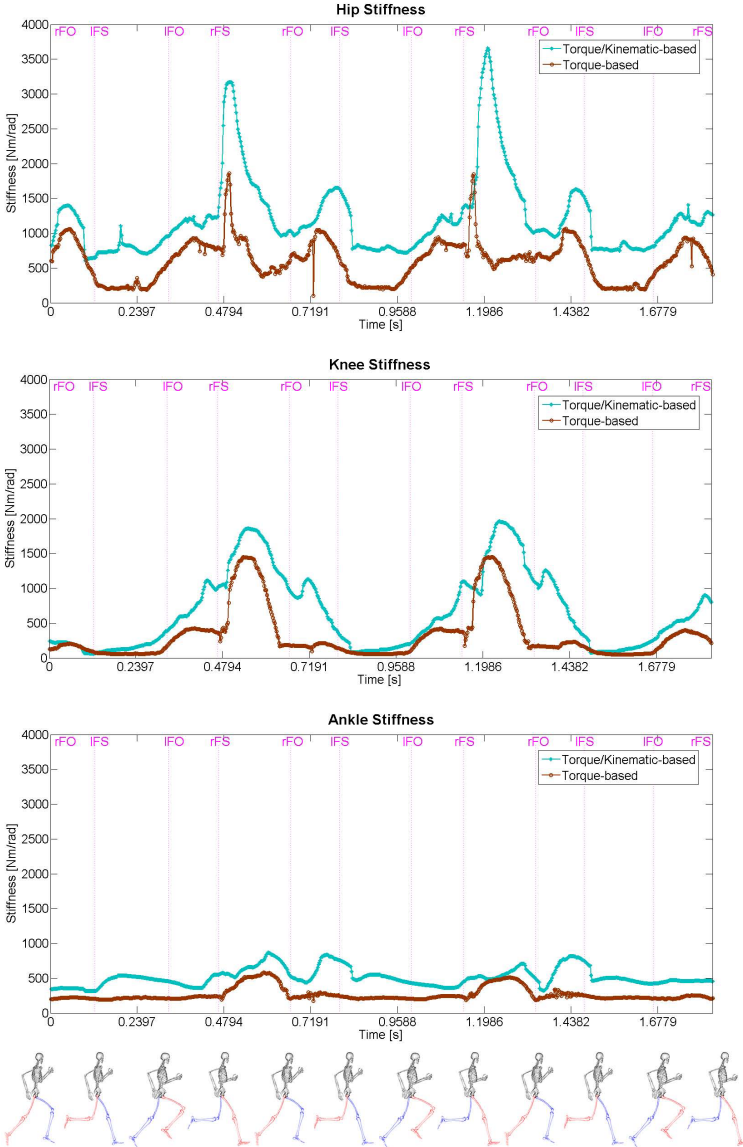 Hip Stiffness
4000
rFO lFS lFO rFS rFO lFS lFO rFS rFO lFS lFO rFS
Torque/Kinematic-based
3500
Torque-based
3000
2500
2000
Stiffness [Nm/rad]
1500
1000
500
0
0 0.2397 0.4794 0.7191 0.9588 1.1986 1.4382 1.6779
Time [s]
Knee Stiffness
4000
rFO lFS lFO rFS rFO lFS lFO rFS rFO lFS lFO rFS
Torque/Kinematic-based
3500
Torque-based
3000
2500
2000
Stiffness [Nm/rad]
1500
1000
500
0
0 0.2397 0.4794 0.7191 0.9588 1.1986 1.4382 1.6779
Time [s]
Ankle Stiffness
4000
rFO lFS lFO rFS rFO lFS lFO rFS rFO lFS lFO rFS
Torque/Kinematic-based
3500
Torque-based
3000
2500
2000
Stiffness [Nm/rad]
1500
1000
500
0
0 0.2397 0.4794 0.7191 0.9588 1.1986 1.4382 1.6779
Time [s]